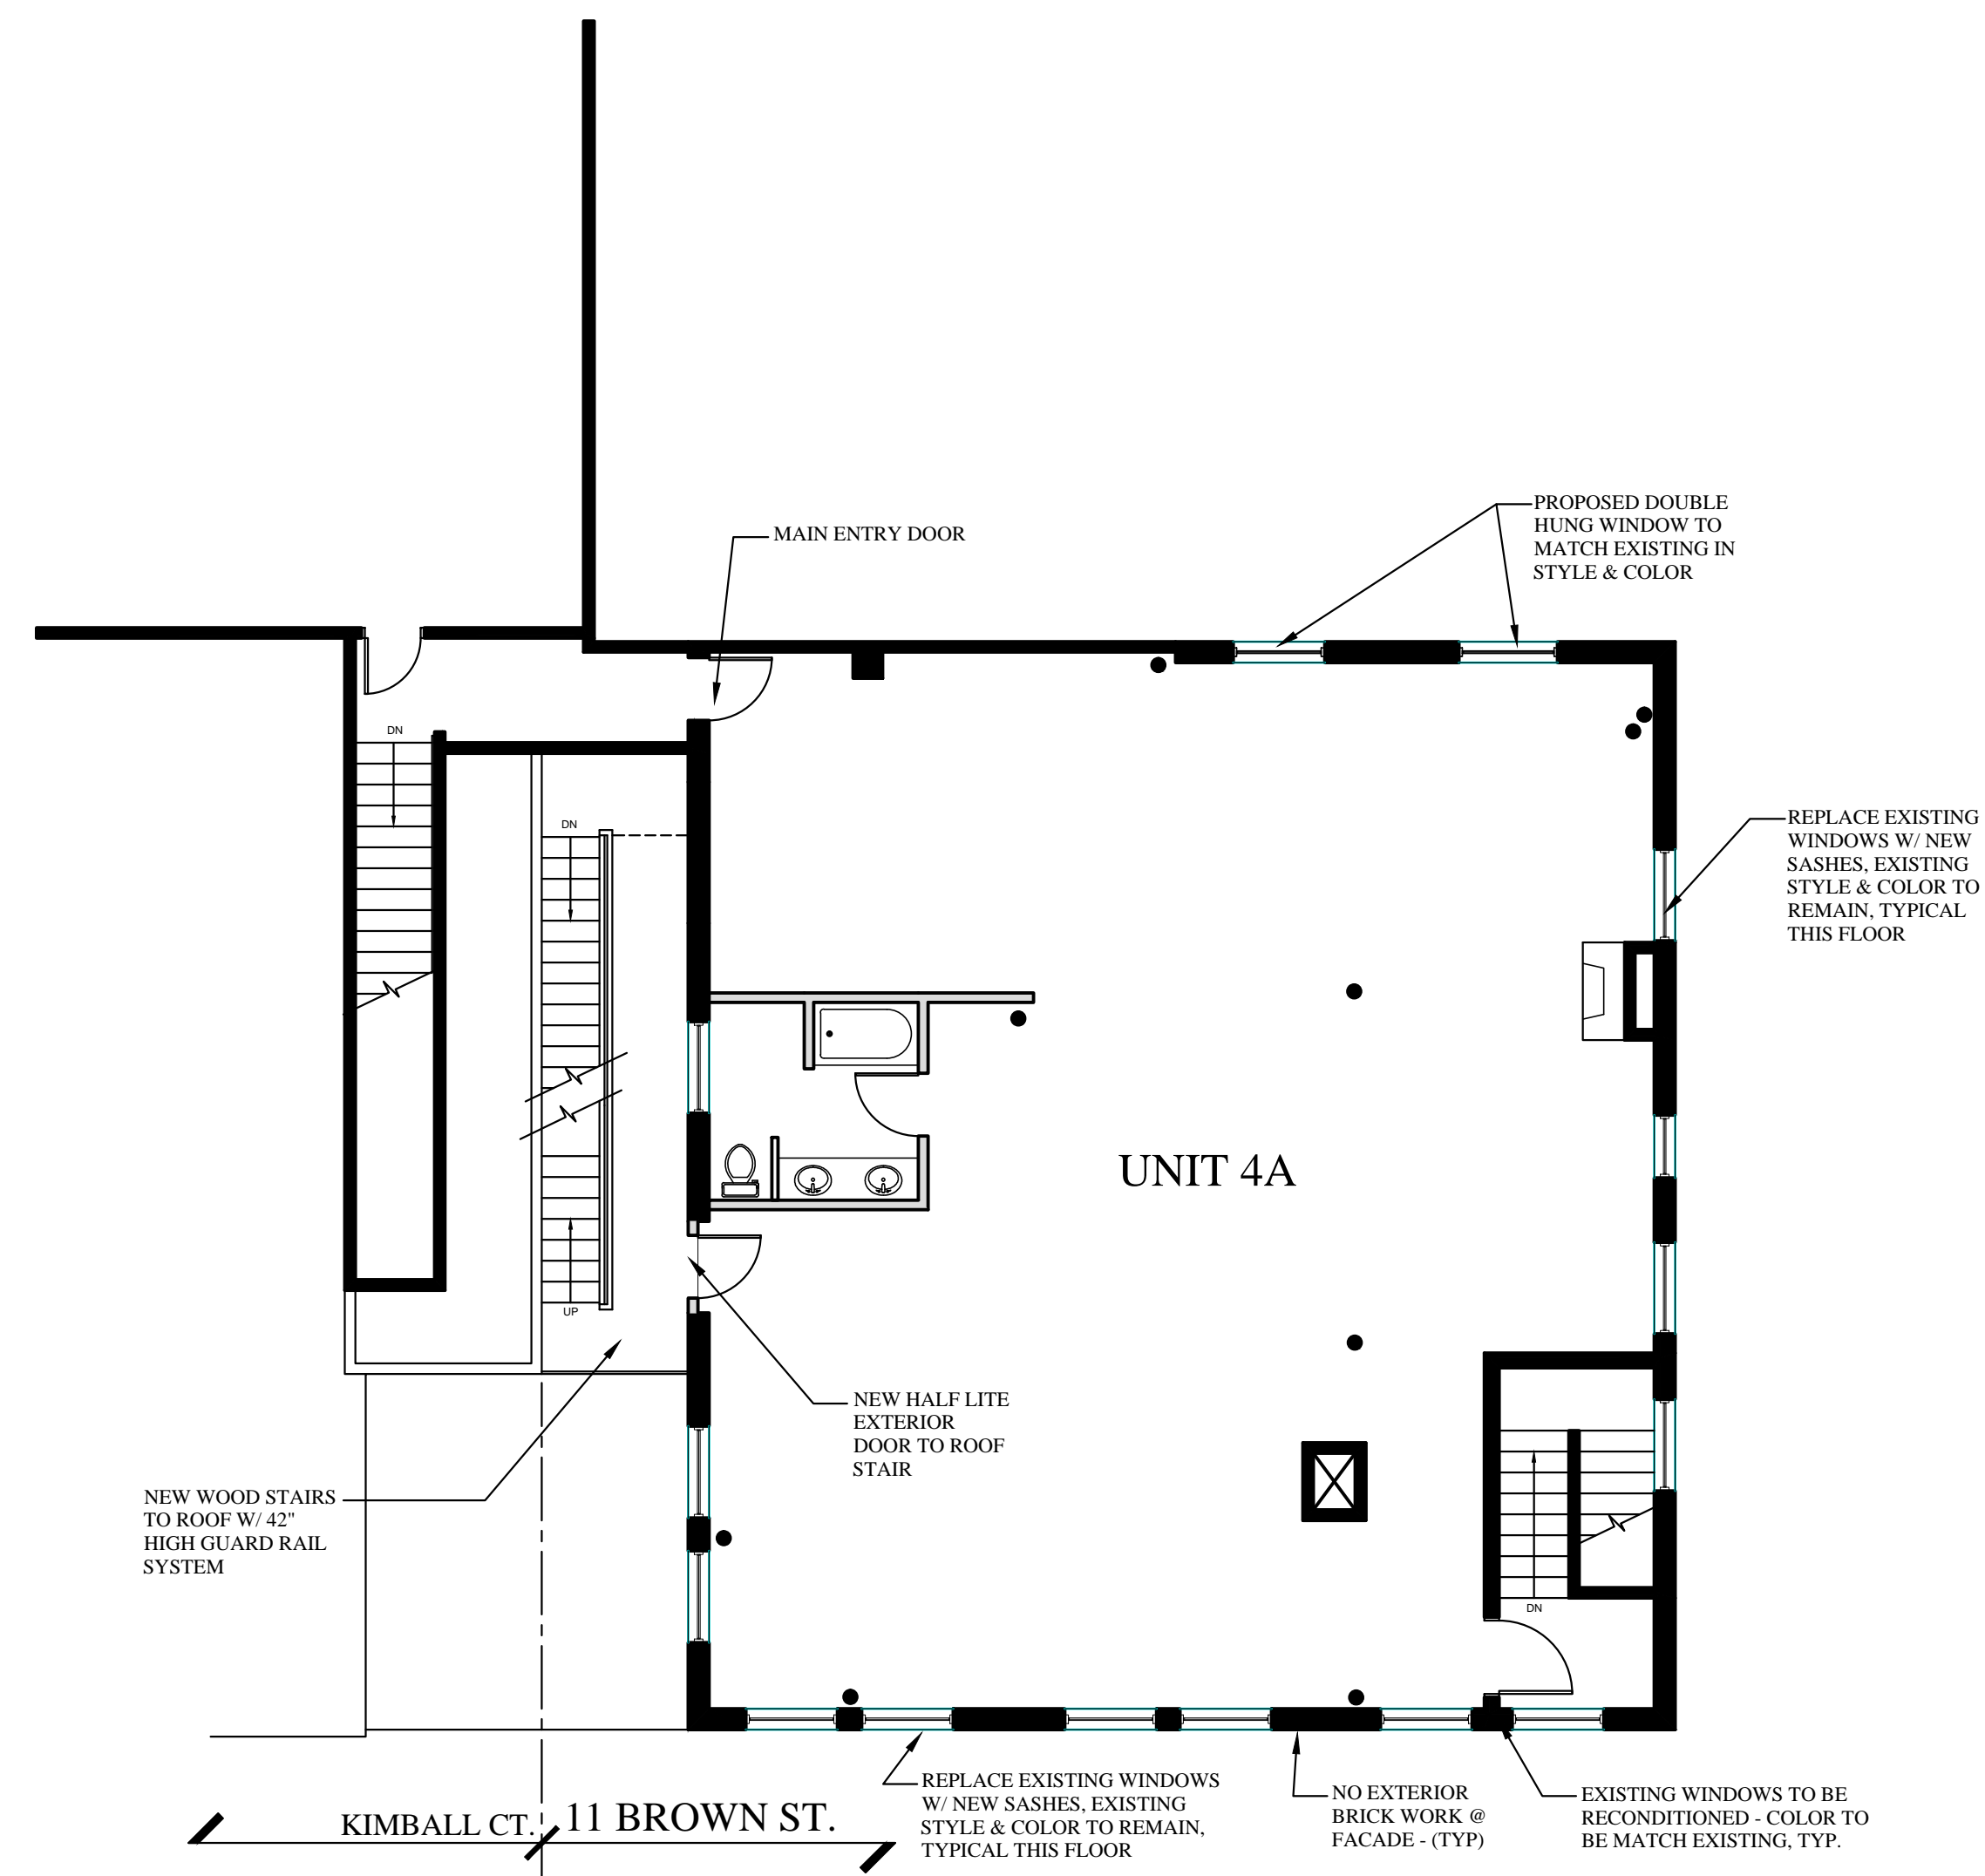 MAIN ENTRY DOOR
PROPOSED DOUBLE
HUNG WINDOW TO
MATCH EXISTING IN
STYLE & COLOR
DN
DN
REPLACE EXISTING
WINDOWS W/ NEW
SASHES, EXISTING
STYLE & COLOR TO
REMAIN, TYPICAL
THIS FLOOR
UNIT 4A
UP
NEW HALF LITE
EXTERIOR
DOOR TO ROOF
STAIR
NEW WOOD STAIRS
TO ROOF W/ 42"
HIGH GUARD RAIL
SYSTEM
DN
REPLACE EXISTING WINDOWS
W/ NEW SASHES, EXISTING
STYLE & COLOR TO REMAIN,
TYPICAL THIS FLOOR
NO EXTERIOR
BRICK WORK @
FACADE - (TYP)
EXISTING WINDOWS TO BE
RECONDITIONED - COLOR TO
BE MATCH EXISTING, TYP.
KIMBALL CT.
11 BROWN ST.